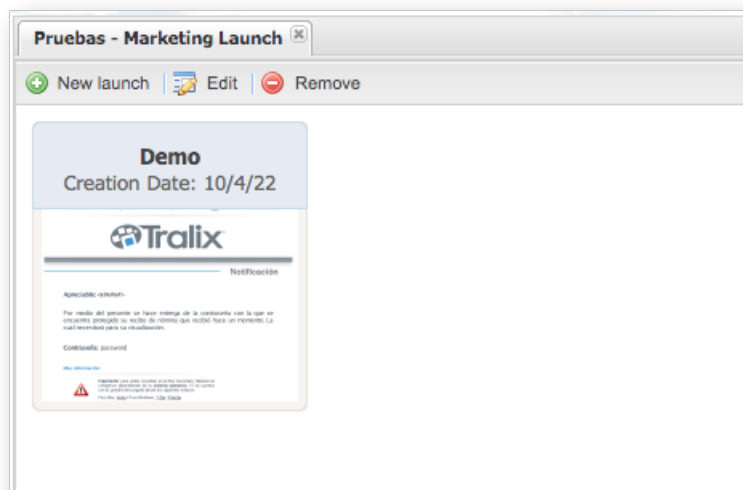 Pruebas - Marketing Launch
New launch Edit Remove
Demo
Creation Date: 10/4/22
Tralix
Notificación
Apreciable:
Por medio del presente se hace entrega de la contraseña con la que se
encuentra protegido su recibo de nómina que recibió hace un momento. La
cual necesitará para su visualización.
Contraseña: password
Más información